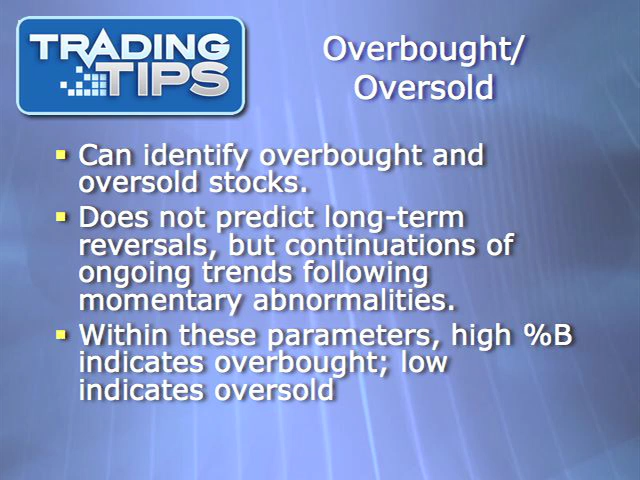 TRADING
TIPS
Overbought/
Oversold
Can identify overbought and
oversold stocks.
Does not predict long-term
reversals, but continuations of
ongoing trends following
momentary abnormalities.
Within these parameters, high %B
indicates overbought; low
indicates oversold